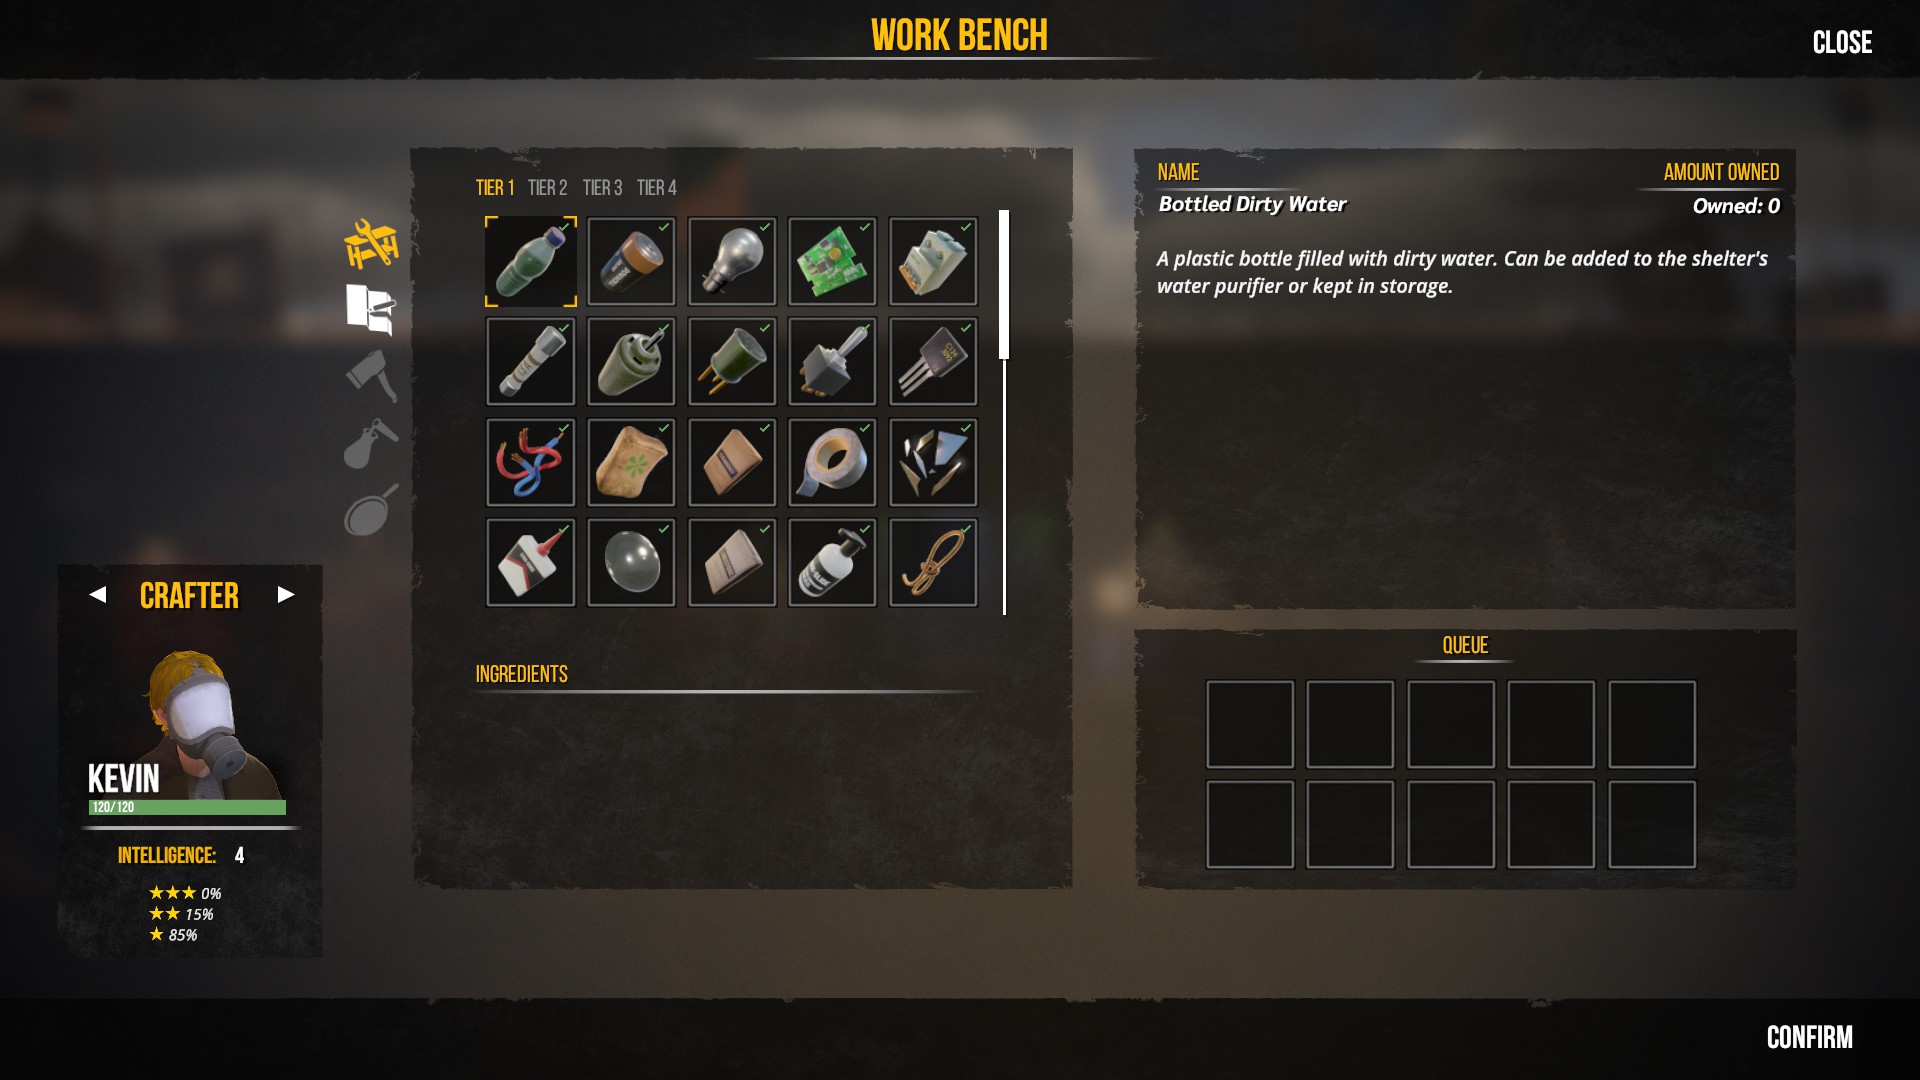 WORK BENCH
CLOSE
TIER 1 TIER 2 TIER 3 TIER 4
NAME
AMOUNT OWNED
Bottled Dirty Water
Owned: 0
A plastic bottle filled with dirty water. Can be added to the shelter's
water purifier or kept in storage.
CRAFTER
KEVIN
120/120
INTELLIGENCE: 4
0%
15%
85%
INGREDIENTS
QUEUE
CONFIRM